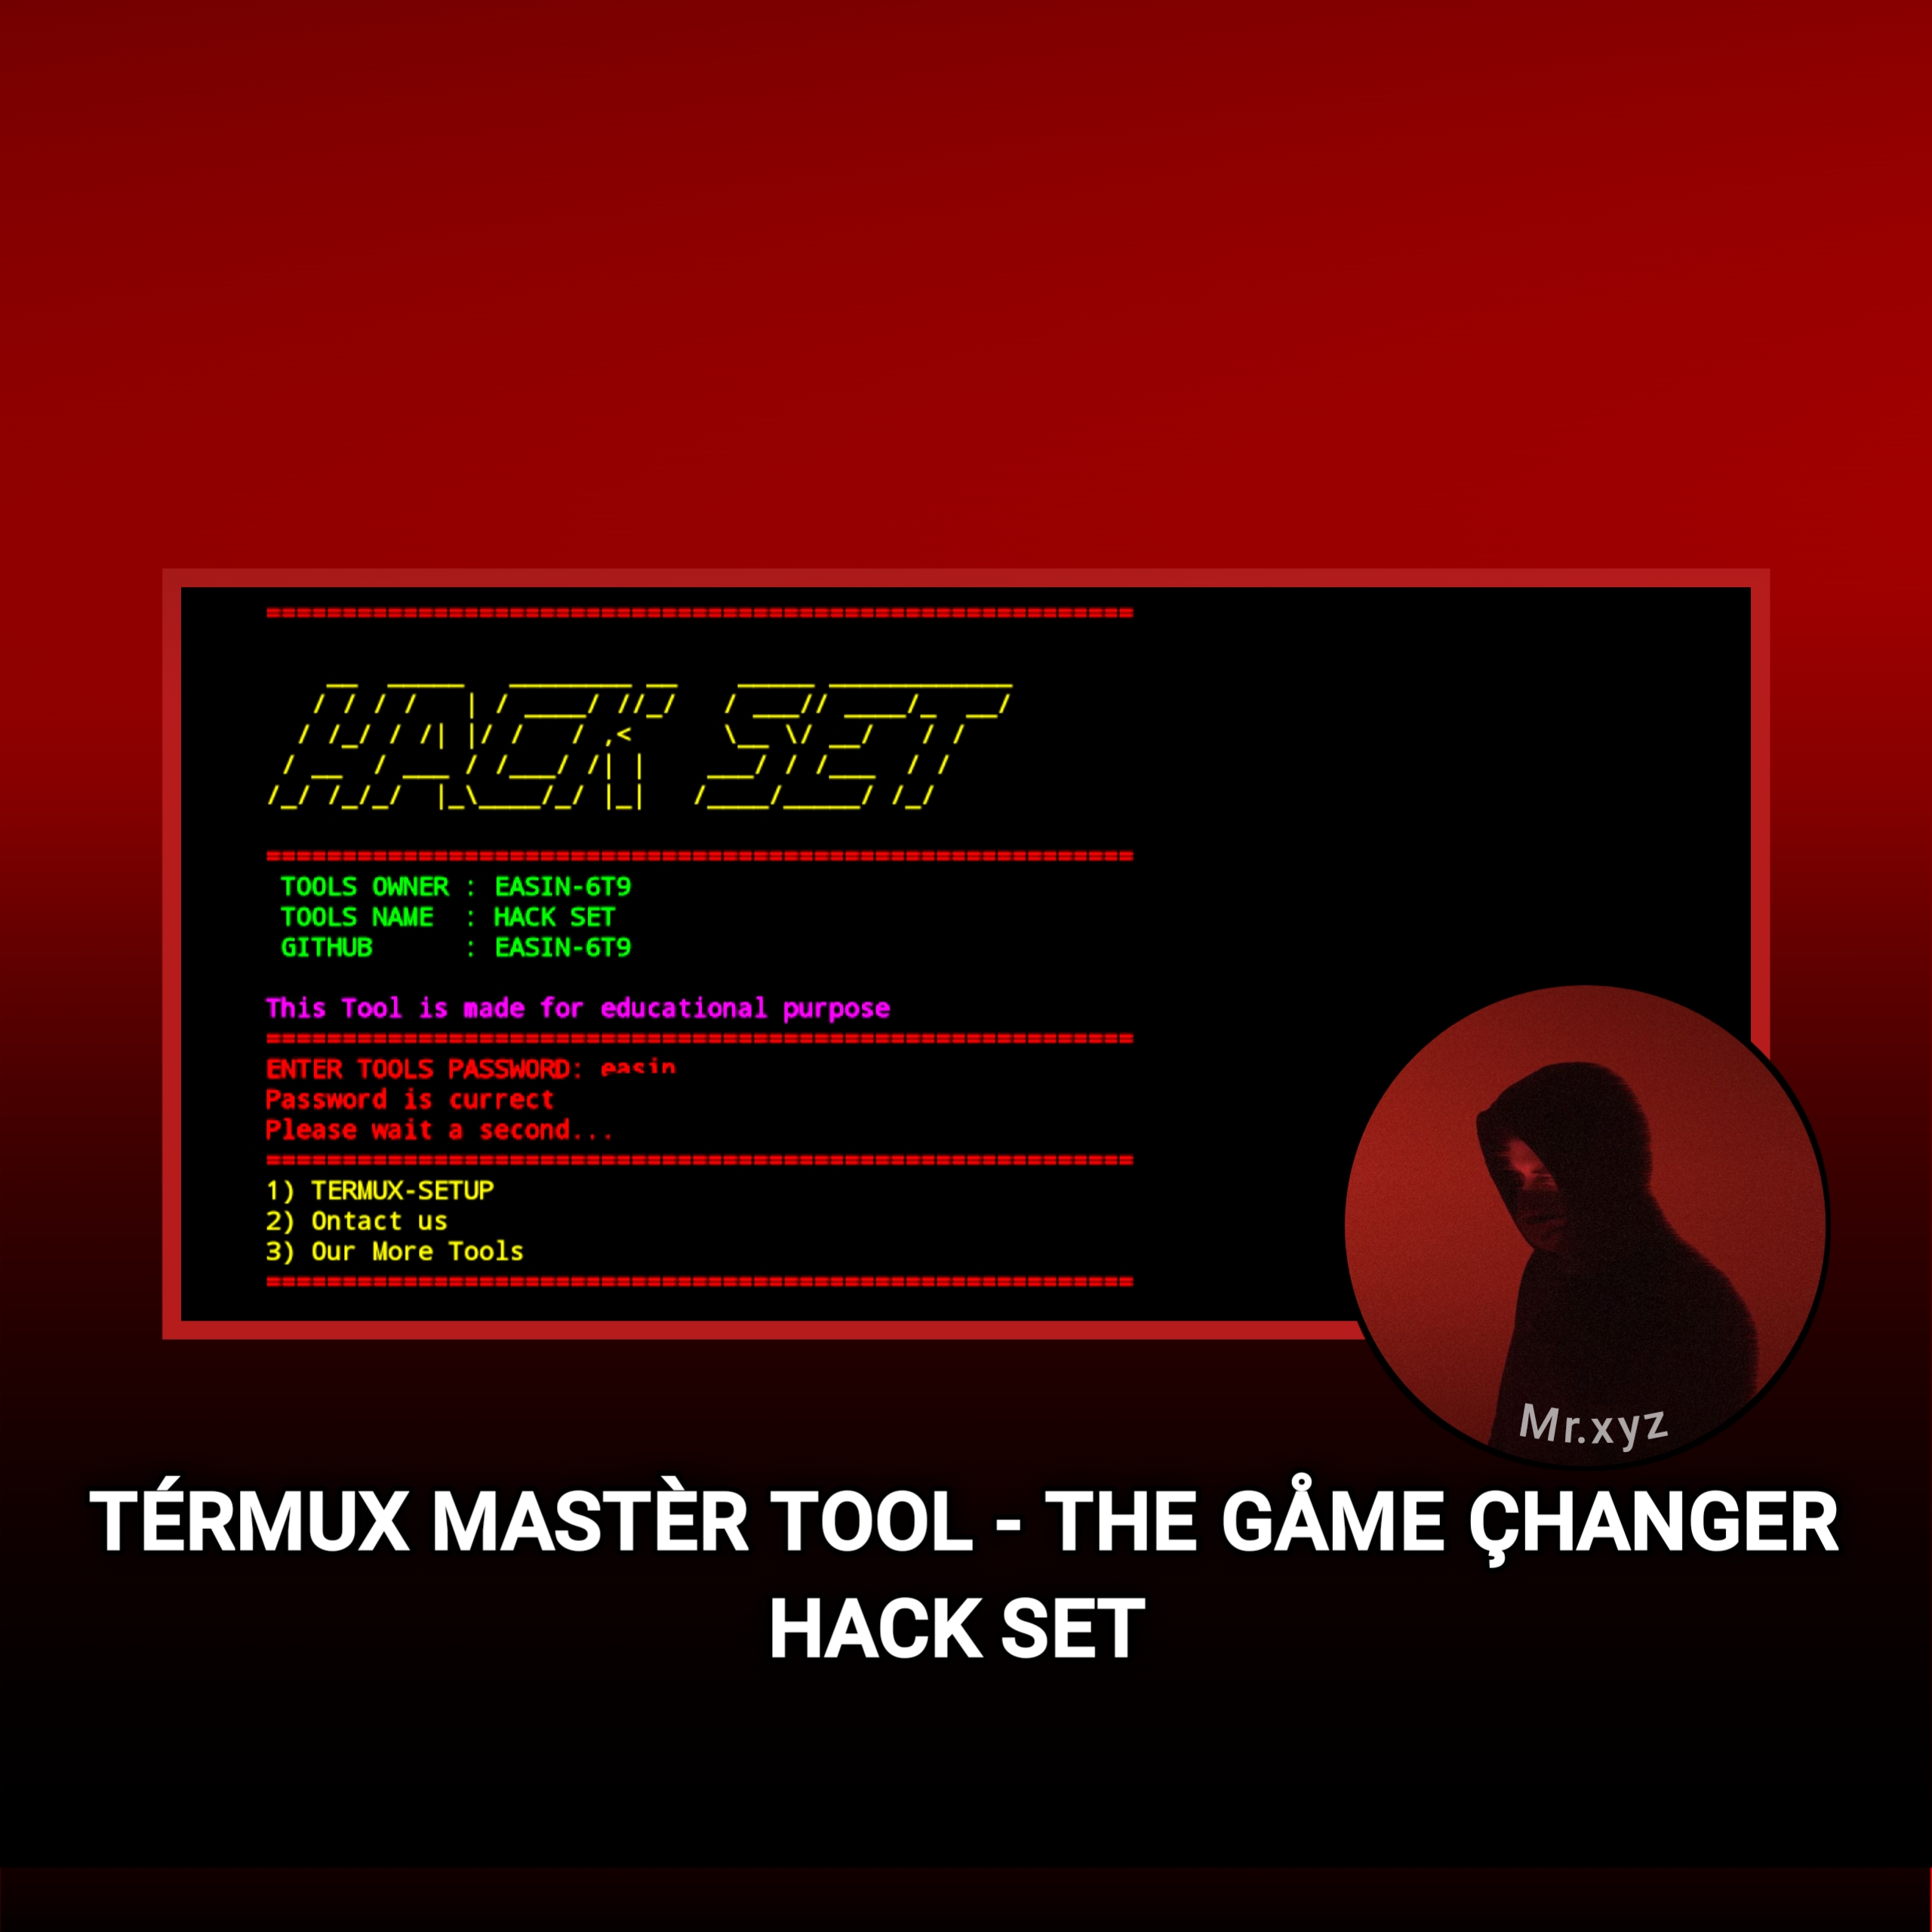 HACK SET
TOOLS OWNER : EASIN-6T9
TOOLS NAME : HACK SET
GITHUB : EASIN-6T9
This Tool is made for educational purpose
ENTER TOOLS PASSWORD: easin
Password is currect
Please wait a second...
1) TERMUX-SETUP
2) Ontact us
3) Our More Tools
Mr.xyz
TÉRMUX MASTÈR TOOL - THE GÅME ÇHANGER
HACK SET